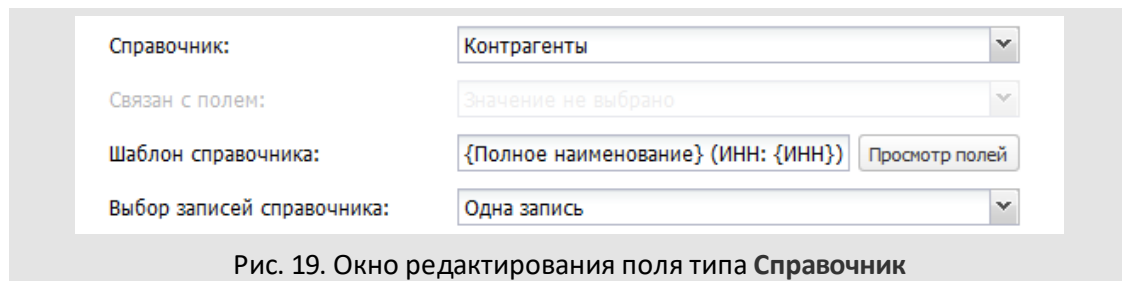 Справочник: Контрагенты
Связан с полем: Значение не выбрано
Шаблон справочника: {Полное наименование} (ИНН: {ИНН}) Просмотр полей
Выбор записей справочника: Одна запись
Рис. 19. Окно редактирования поля типа Справочник